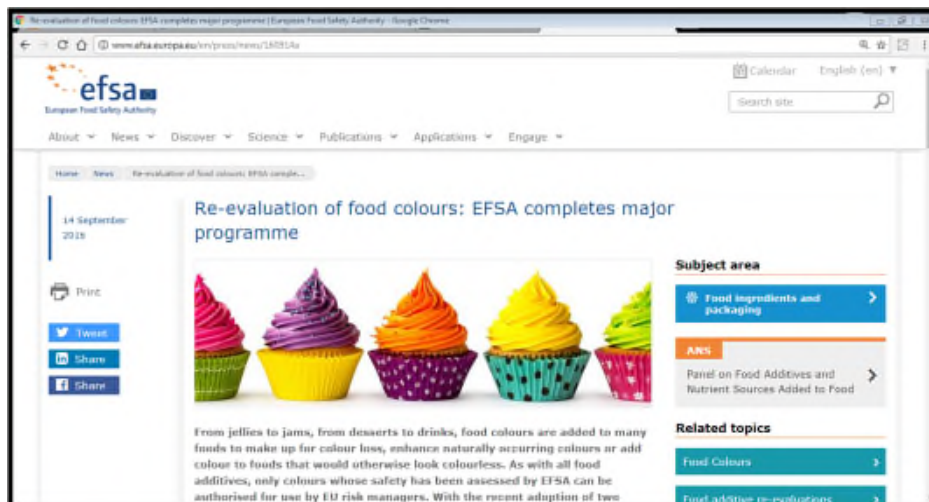 Re-evaluation of food colours: EFSA completes major programme | European Food Safety Authority - Google Chrome
www.efsa.europa.eu/en/press/news/160914a
efsa
European Food Safety Authority
Calendar English (en)
Search site
About News Discover Science Publications Applications Engage
Home News Re-evaluation of food colours: EFSA comple...
14 September
2016
Re-evaluation of food colours: EFSA completes major
programme
Print
Tweet
Share
Share
Subject area
Food ingredients and
packaging
ANS
Panel on Food Additives and
Nutrient Sources Added to Food
Related topics
Food Colours
Food additive re-evaluations
From jellies to jams, from desserts to drinks, food colours are added to many
foods to make up for colour loss, enhance naturally occurring colours or add
colour to foods that would otherwise look colourless. As with all food
additives, only colours whose safety has been assessed by EFSA can be
authorised for use by EU risk managers. With the recent adoption of two